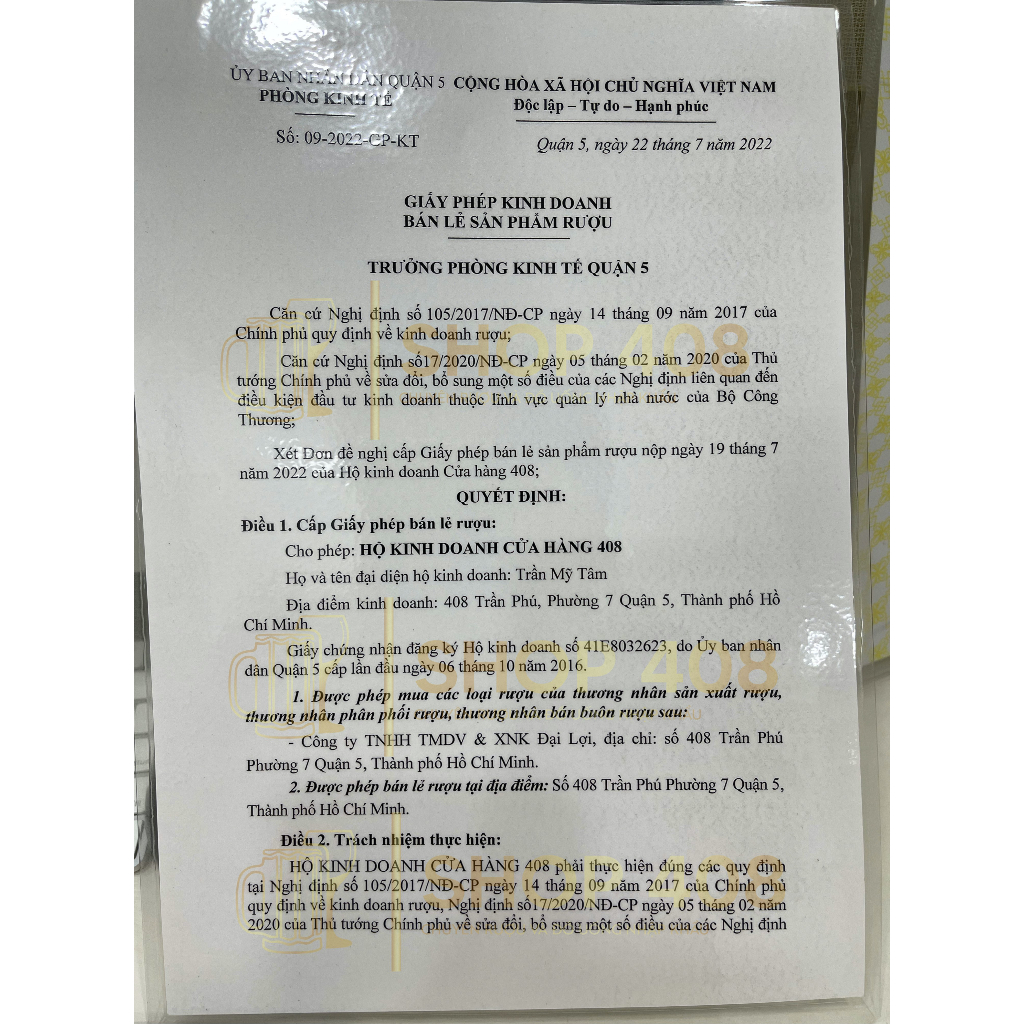 ỦY BAN NHÂN DÂN QUẬN 5 CỘNG HÒA XÃ HỘI CHỦ NGHĨA VIỆT NAM
PHÒNG KINH TẾ Độc lập – Tự do – Hạnh phúc
Số: 09-2022-CP-KT Quận 5, ngày 22 tháng 7 năm 2022
GIẤY PHÉP KINH DOANH
BÁN LẺ SẢN PHẨM RƯỢU
TRƯỞNG PHÒNG KINH TẾ QUẬN 5
Căn cứ Nghị định số 105/2017/NĐ-CP ngày 14 tháng 09 năm 2017 của
Chính phủ quy định về kinh doanh rượu;
Căn cứ Nghị định số17/2020/NĐ-CP ngày 05 tháng 02 năm 2020 của Thủ
tướng Chính phủ về sửa đổi, bổ sung một số điều của các Nghị định liên quan đến
điều kiện đầu tư kinh doanh thuộc lĩnh vực quản lý nhà nước của Bộ Công
Thương;
Xét Đơn đề nghị cấp Giấy phép bán lẻ sản phẩm rượu nộp ngày 19 tháng 7
năm 2022 của Hộ kinh doanh Cửa hàng 408;
QUYẾT ĐỊNH:
Điều 1. Cấp Giấy phép bán lẻ rượu:
Cho phép: HỘ KINH DOANH CỬA HÀNG 408
Họ và tên đại diện hộ kinh doanh: Trần Mỹ Tâm
Địa điểm kinh doanh: 408 Trần Phú, Phường 7 Quận 5, Thành phố Hồ
Chí Minh.
Giấy chứng nhận đăng ký Hộ kinh doanh số 41E8032623, do Ủy ban nhân
dân Quận 5 cấp lần đầu ngày 06 tháng 10 năm 2016.
1. Được phép mua các loại rượu của thương nhân sản xuất rượu,
thương nhân phân phối rượu, thương nhân bán buôn rượu sau:
- Công ty TNHH TMDV & XNK Đại Lợi, địa chỉ: số 408 Trần Phú
Phường 7 Quận 5, Thành phố Hồ Chí Minh.
2. Được phép bán lẻ rượu tại địa điểm: Số 408 Trần Phú Phường 7 Quận 5,
Thành phố Hồ Chí Minh.
Điều 2. Trách nhiệm thực hiện:
HỘ KINH DOANH CỬA HÀNG 408 phải thực hiện đúng các quy định
tại Nghị định số 105/2017/NĐ-CP ngày 14 tháng 09 năm 2017 của Chính phủ
quy định về kinh doanh rượu, Nghị định số17/2020/NĐ-CP ngày 05 tháng 02 năm
2020 của Thủ tướng Chính phủ về sửa đổi, bổ sung một số điều của các Nghị định
SHOP 408
SHOP 408
SHOP 408